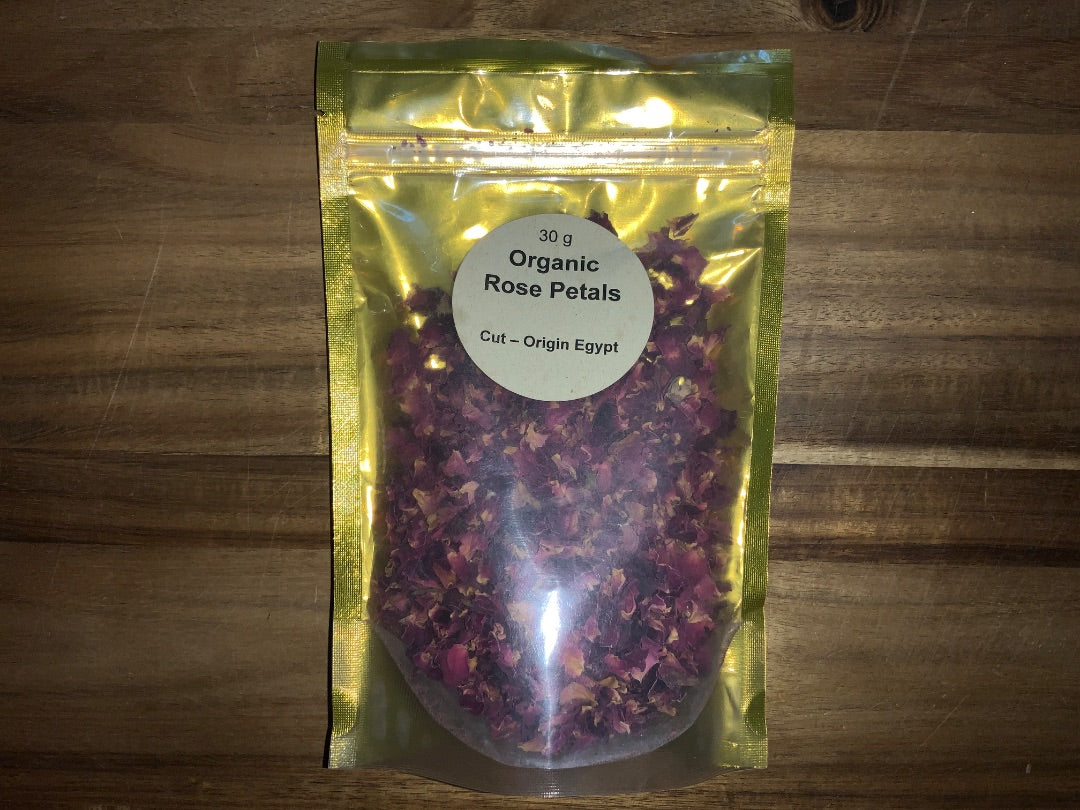 30 g
Organic
Rose Petals
Cut – Origin Egypt